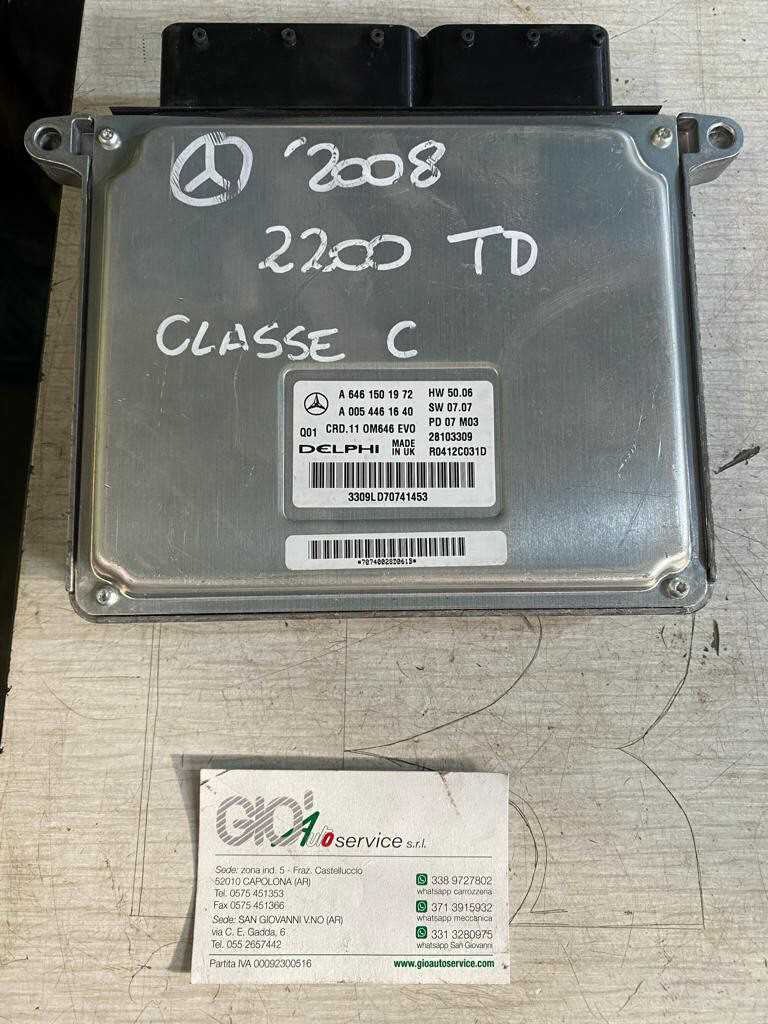 '2008
2200 TD
CLASSE C
A 646 150 19 72 HW 50.06
A 005 446 16 40 SW 07.07
Q01 CRD.11 OM646 EVO PD 07 M03
DELPHI MADE IN UK 28103309
R0412C031D
3309LD70741453
GIO' Autoservice s.r.l.
Sede: zona ind. 5 - Fraz. Castelluccio
52010 CAPOLONA (AR)
Tel. 0575 451353
Fax 0575 451366
Sede: SAN GIOVANNI V.NO (AR)
via C. E. Gadda, 6
Tel. 055 2657442
Partita IVA 00092300516
338 9727802
whatsapp carrozzeria
371 3915932
whatsapp meccanica
331 3280975
whatsapp San Giovanni
www.gioautoservice.com